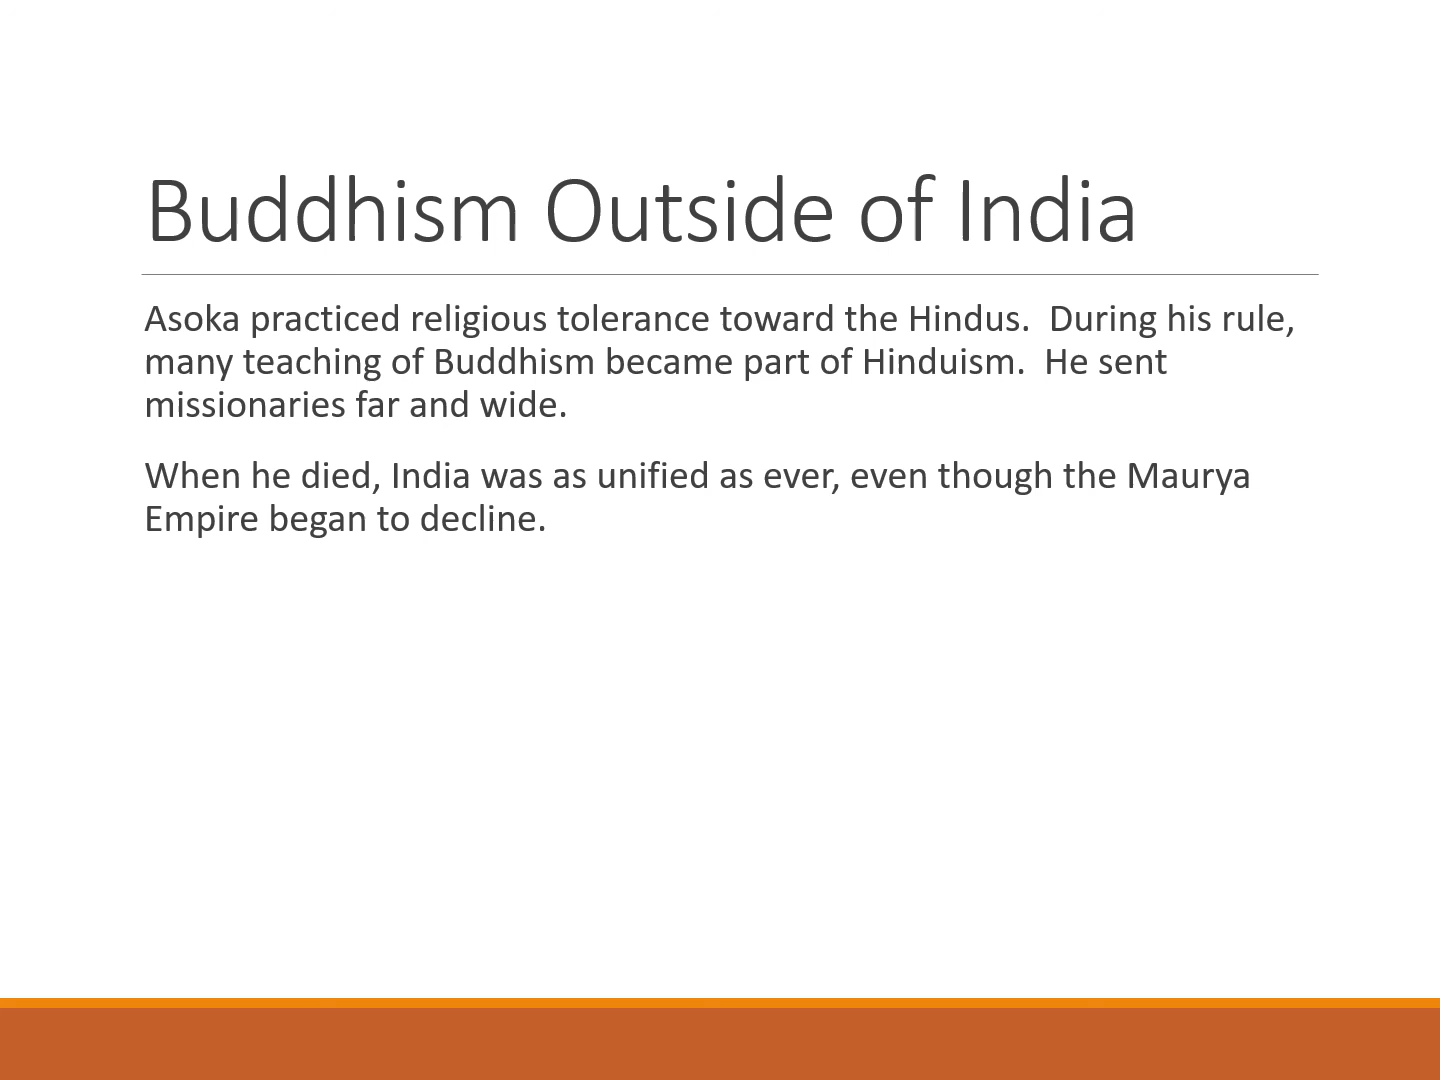 Buddhism Outside of India
Asoka practiced religious tolerance toward the Hindus.  During his rule,
many teaching of Buddhism became part of Hinduism.  He sent
missionaries far and wide.
When he died, India was as unified as ever, even though the Maurya
Empire began to decline.